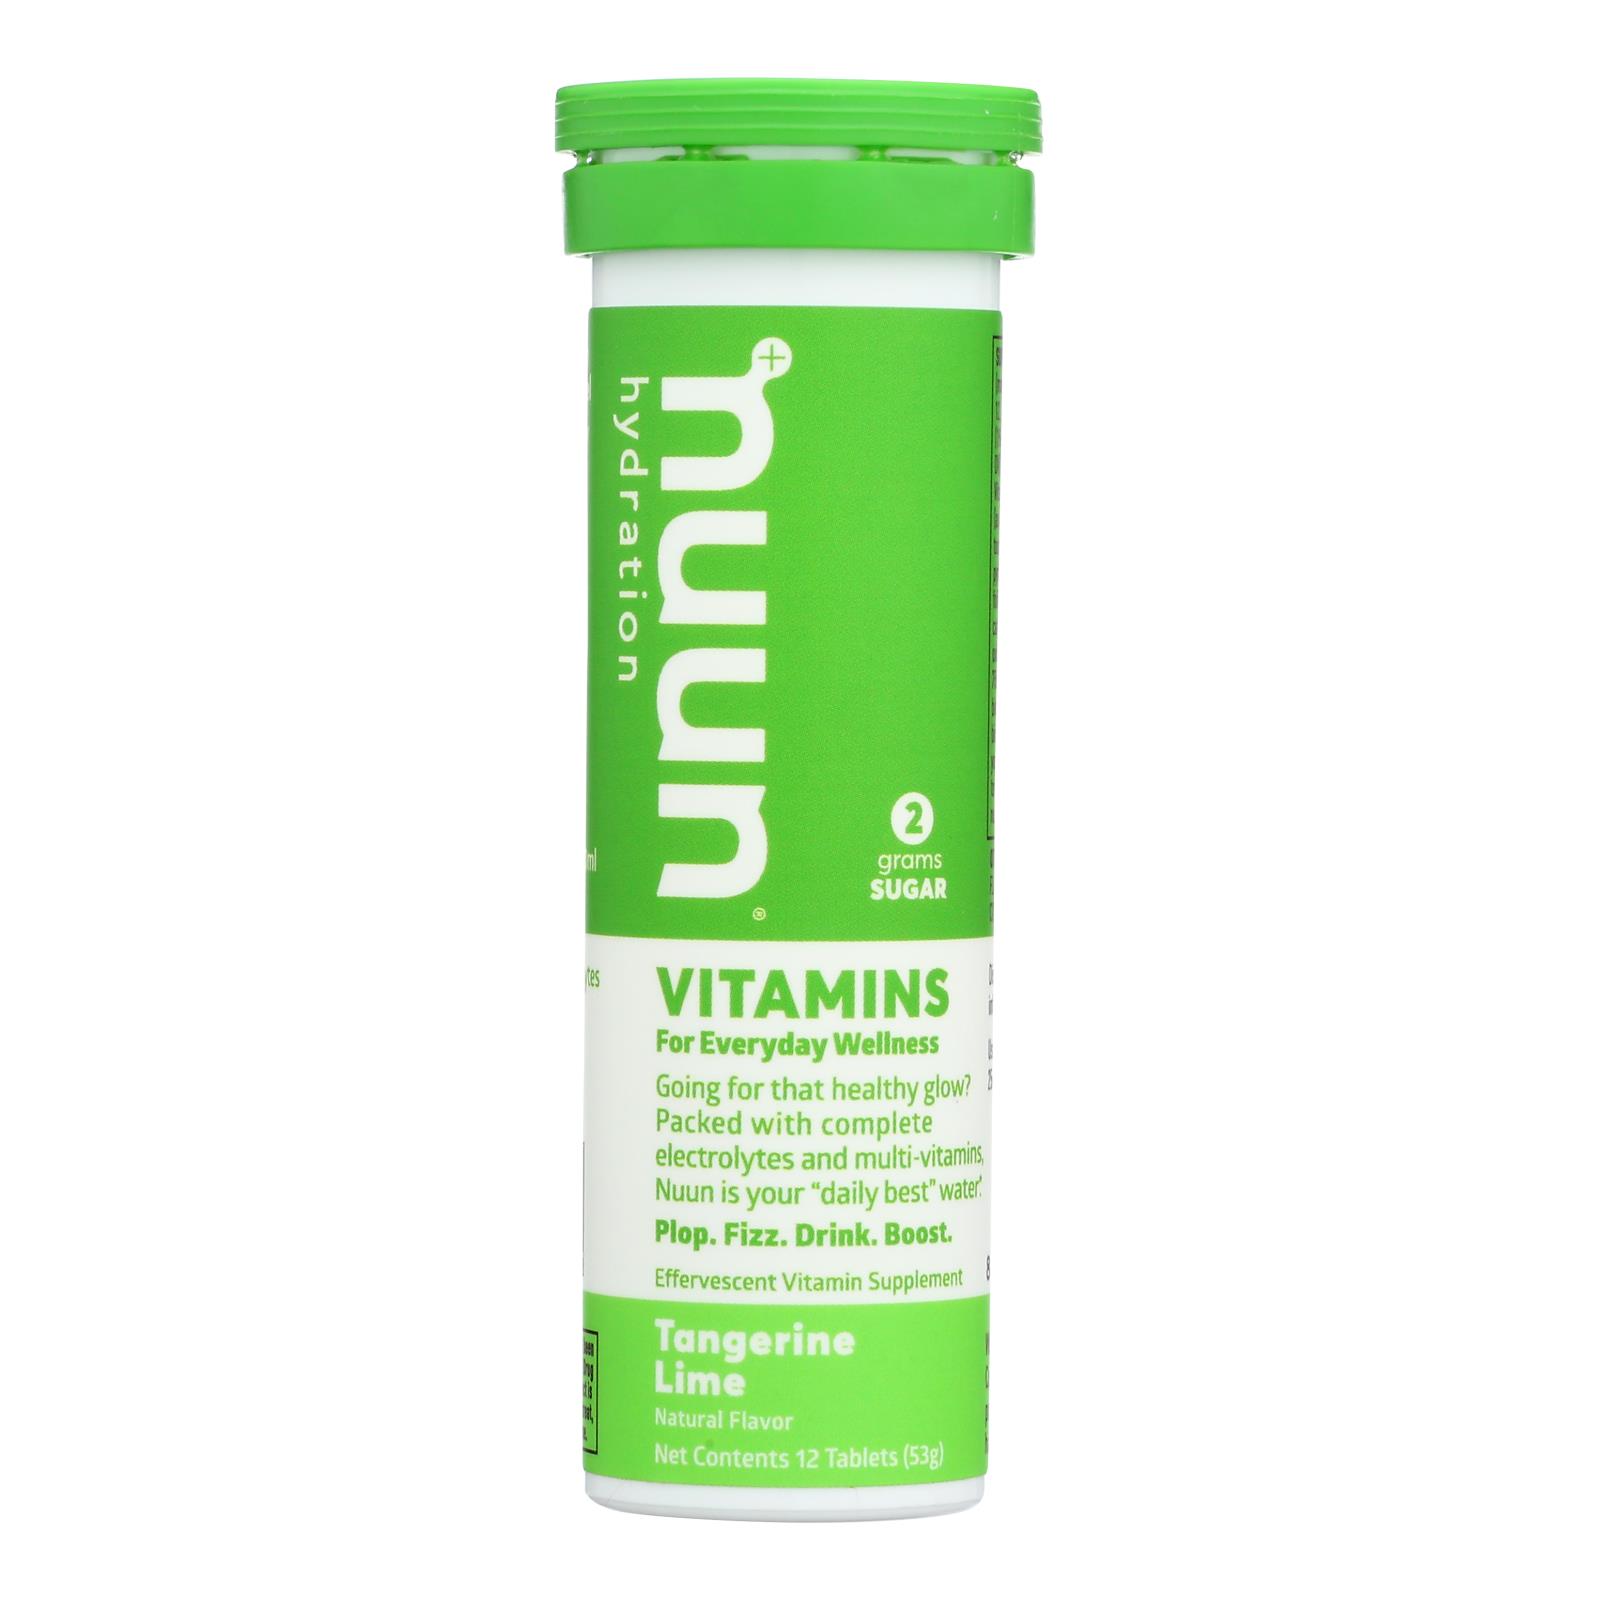 nuun
hydration
2
grams
SUGAR
VITAMINS
For Everyday Wellness
Going for that healthy glow?
Packed with complete
electrolytes and multi-vitamins,
Nuun is your "daily best" water.
Plop. Fizz. Drink. Boost.
Effervescent Vitamin Supplement
Tangerine
Lime
Natural Flavor
Net Contents 12 Tablets (53g)